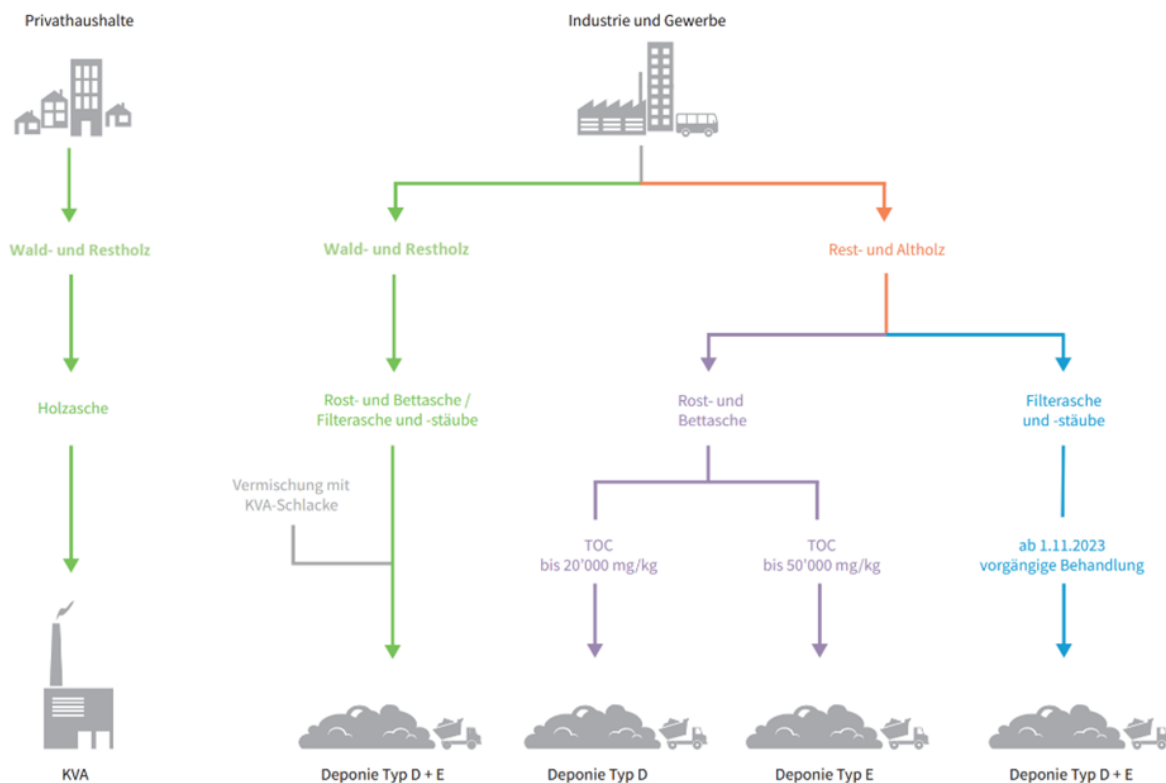 Privathaushalte
Industrie und Gewerbe
Wald- und Restholz
Wald- und Restholz
Rest- und Altholz
Holzasche
Rost- und Bettasche /
Filterasche und -stäube
Rost- und
Bettasche
Filterasche
und -stäube
Vermischung mit
KVA-Schlacke
TOC
bis 20'000 mg/kg
TOC
bis 50'000 mg/kg
ab 1.11.2023
vorgängige Behandlung
KVA
Deponie Typ D + E
Deponie Typ D
Deponie Typ E
Deponie Typ D + E